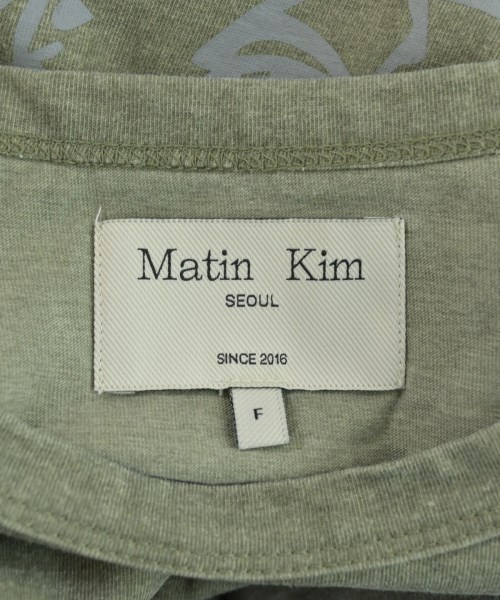 Matin Kim
SEOUL
SINCE 2016
F